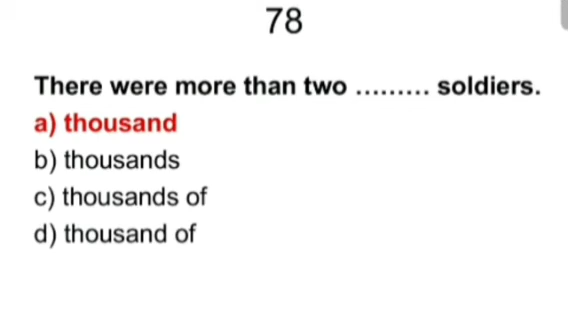 78
There were more than two ......... soldiers.
a) thousand
b) thousands
c) thousands of
d) thousand of